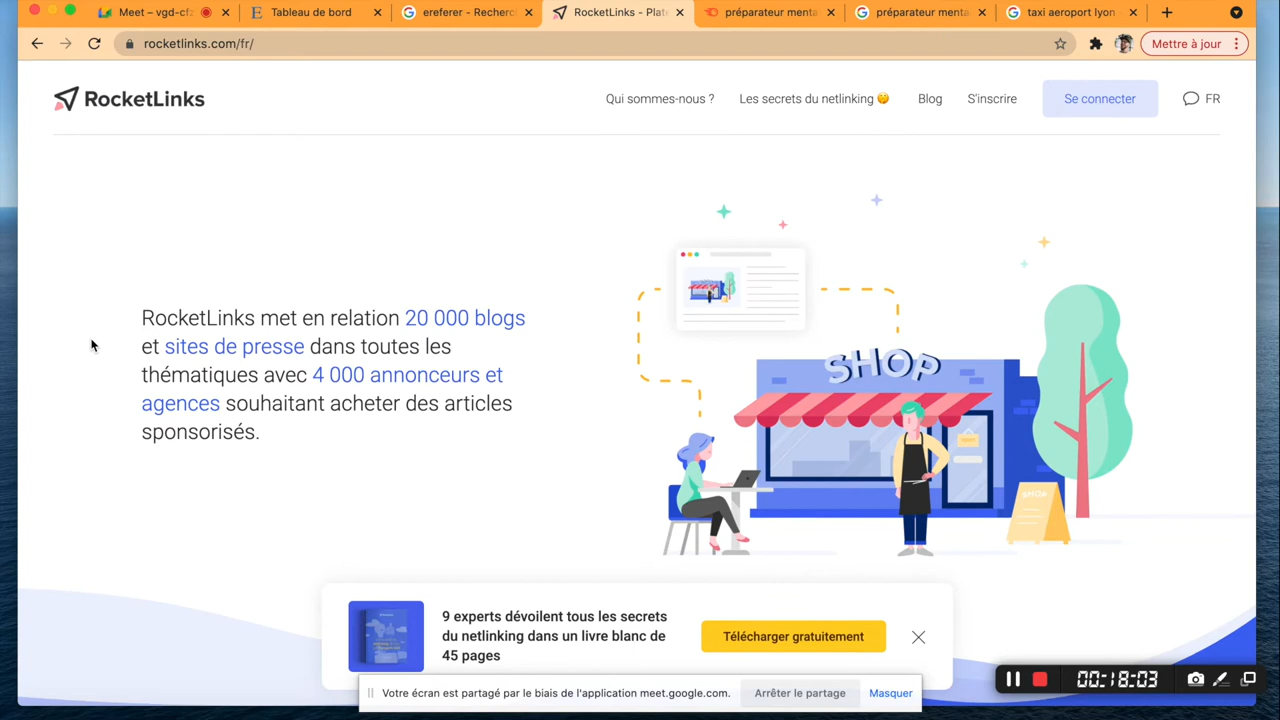 Meet – vgd-cfz
Tableau de bord
ereferer - Recherc
RocketLinks - Plate
préparateur menta
préparateur menta
taxi aeroport lyon
rocketlinks.com/fr/
Mettre à jour
RocketLinks
Qui sommes-nous ?
Les secrets du netlinking
Blog
S'inscrire
Se connecter
FR
RocketLinks met en relation 20 000 blogs
et sites de presse dans toutes les
thématiques avec 4 000 annonceurs et
agences souhaitant acheter des articles
sponsorisés.
SHOP
SHOP
9 experts dévoilent tous les secrets
du netlinking dans un livre blanc de
45 pages
Télécharger gratuitement
Votre écran est partagé par le biais de l'application meet.google.com.
Arrêter le partage
Masquer
00:18:03